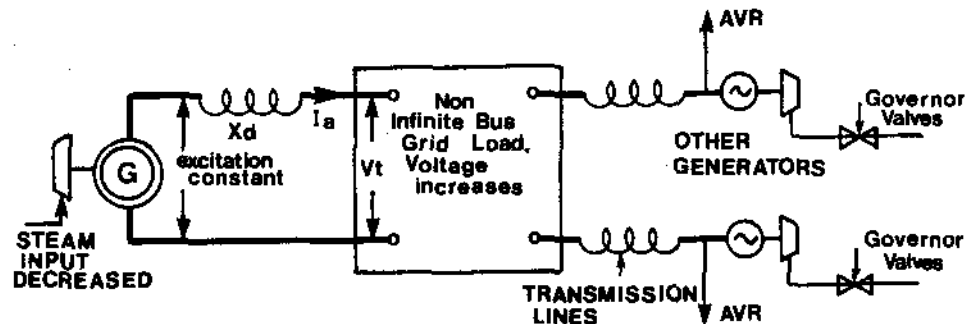 AVR
Xd
Ia
excitation
constant
G
Vt
Non
Infinite Bus
Grid Load,
Voltage
increases
STEAM
INPUT
DECREASED
OTHER
GENERATORS
Governor
Valves
TRANSMISSION
LINES
AVR
Governor
Valves